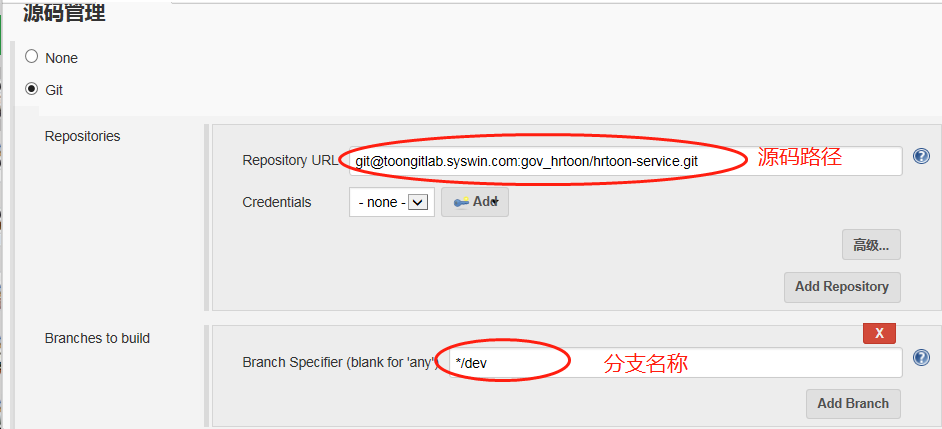 源码管理
None
Git
Repositories
Repository URL git@toongitlab.syswin.com:gov_hrtoon/hrtoon-service.git 源码路径
Credentials - none - Add
高级...
Add Repository
Branches to build
X
Branch Specifier (blank for 'any') */dev 分支名称
Add Branch